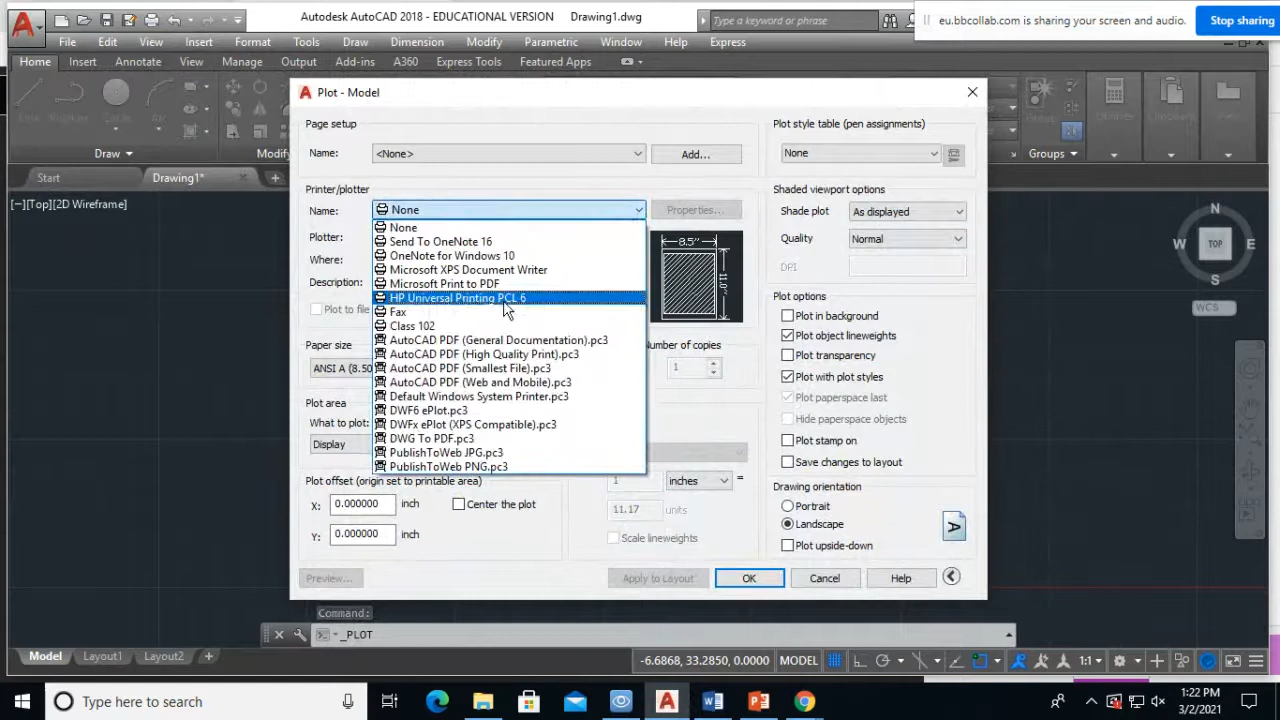 Autodesk AutoCAD 2018 - EDUCATIONAL VERSION Drawing1.dwg
Type a keyword or phrase
eu.bbcollab.com is sharing your screen and audio.
Stop sharing
File Edit View Insert Format Tools Draw Dimension Modify Parametric Window Help Express
Home Insert Annotate View Manage Output Add-ins A360 Express Tools Featured Apps
Draw
Groups
Start
Drawing1*
[−][Top][2D Wireframe]
Plot - Model
Page setup
Name:
<None>
Add...
Printer/plotter
Name:
None
Properties...
Plotter:
Where:
Description:
Plot to file
None
Send To OneNote 16
OneNote for Windows 10
Microsoft XPS Document Writer
Microsoft Print to PDF
HP Universal Printing PCL 6
Fax
Class 102
AutoCAD PDF (General Documentation).pc3
AutoCAD PDF (High Quality Print).pc3
AutoCAD PDF (Smallest File).pc3
AutoCAD PDF (Web and Mobile).pc3
Default Windows System Printer.pc3
DWF6 ePlot.pc3
DWFx ePlot (XPS Compatible).pc3
DWG To PDF.pc3
PublishToWeb JPG.pc3
PublishToWeb PNG.pc3
8.5"
11.0"
Paper size
ANSI A (8.50
Number of copies
1
Plot area
What to plot:
Display
Plot offset (origin set to printable area)
X:
0.000000
inch
Center the plot
Y:
0.000000
inch
1
inches
=
11.17
units
Scale lineweights
Plot style table (pen assignments)
None
Shaded viewport options
Shade plot
As displayed
Quality
Normal
DPI
Plot options
Plot in background
Plot object lineweights
Plot transparency
Plot with plot styles
Plot paperspace last
Hide paperspace objects
Plot stamp on
Save changes to layout
Drawing orientation
Portrait
Landscape
Plot upside-down
A
Preview...
Apply to Layout
OK
Cancel
Help
N
W TOP E
S
WCS
Command:
_PLOT
Model
Layout1
Layout2
-6.6868, 33.2850, 0.0000
MODEL
1:1
Type here to search
1:22 PM
3/2/2021